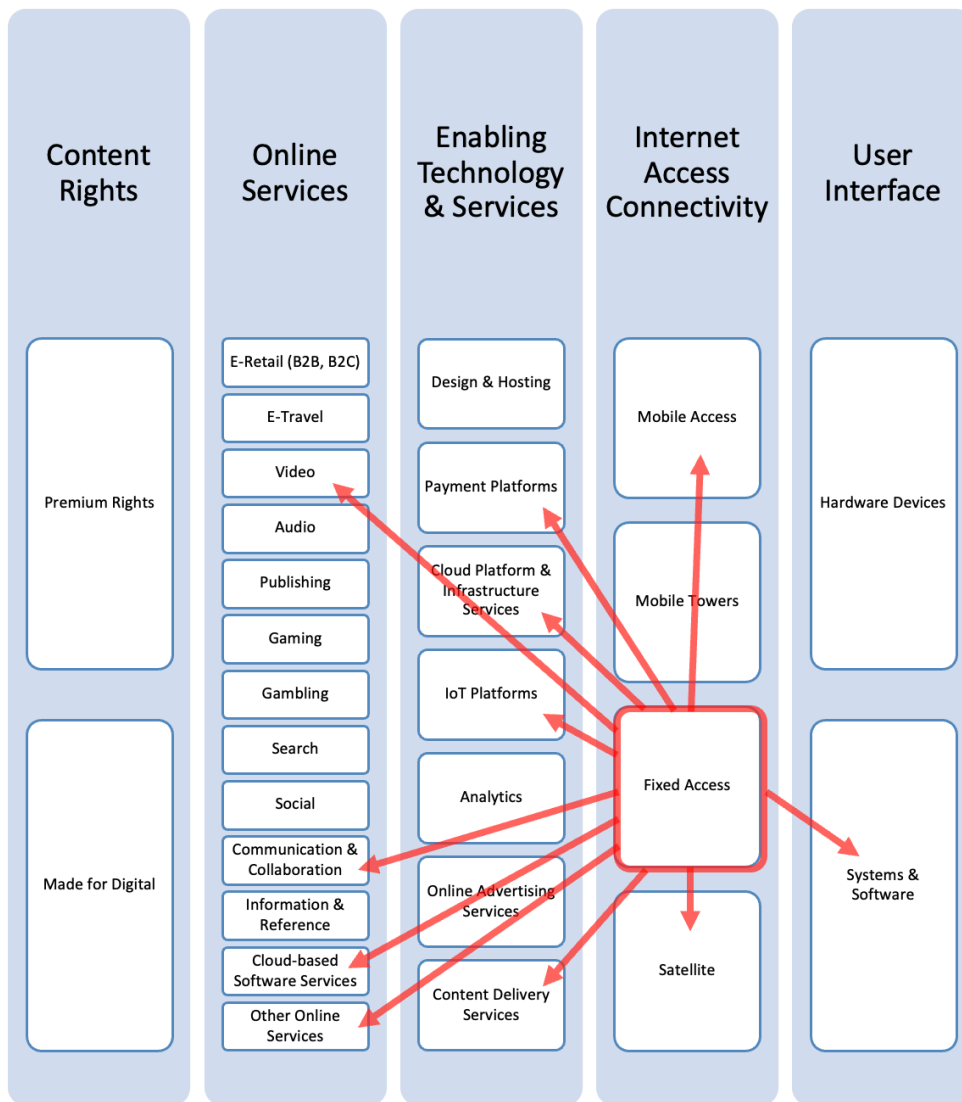 Content
Rights
Online
Services
Enabling
Technology
& Services
Internet
Access
Connectivity
User
Interface
Premium Rights
Made for Digital
E-Retail (B2B, B2C)
E-Travel
Video
Audio
Publishing
Gaming
Gambling
Search
Social
Communication &
Collaboration
Information &
Reference
Cloud-based
Software Services
Other Online
Services
Design & Hosting
Payment Platforms
Cloud Platform &
Infrastructure
Services
IoT Platforms
Analytics
Online Advertising
Services
Content Delivery
Services
Mobile Access
Mobile Towers
Fixed Access
Satellite
Hardware Devices
Systems &
Software